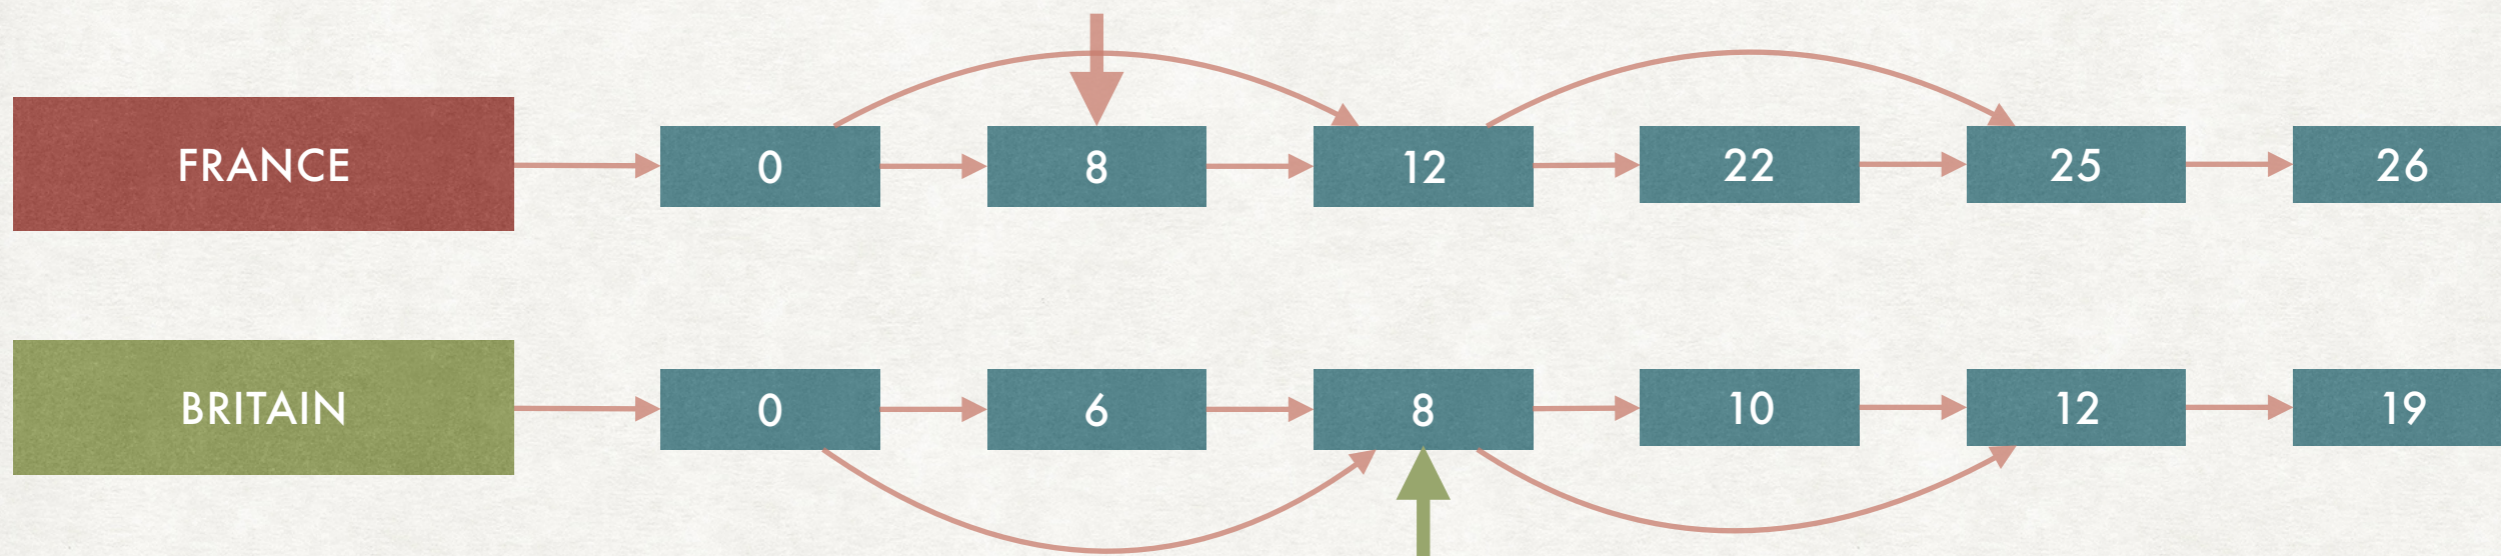 FRANCE 0 8 12 22 25 26
BRITAIN 0 6 8 10 12 19